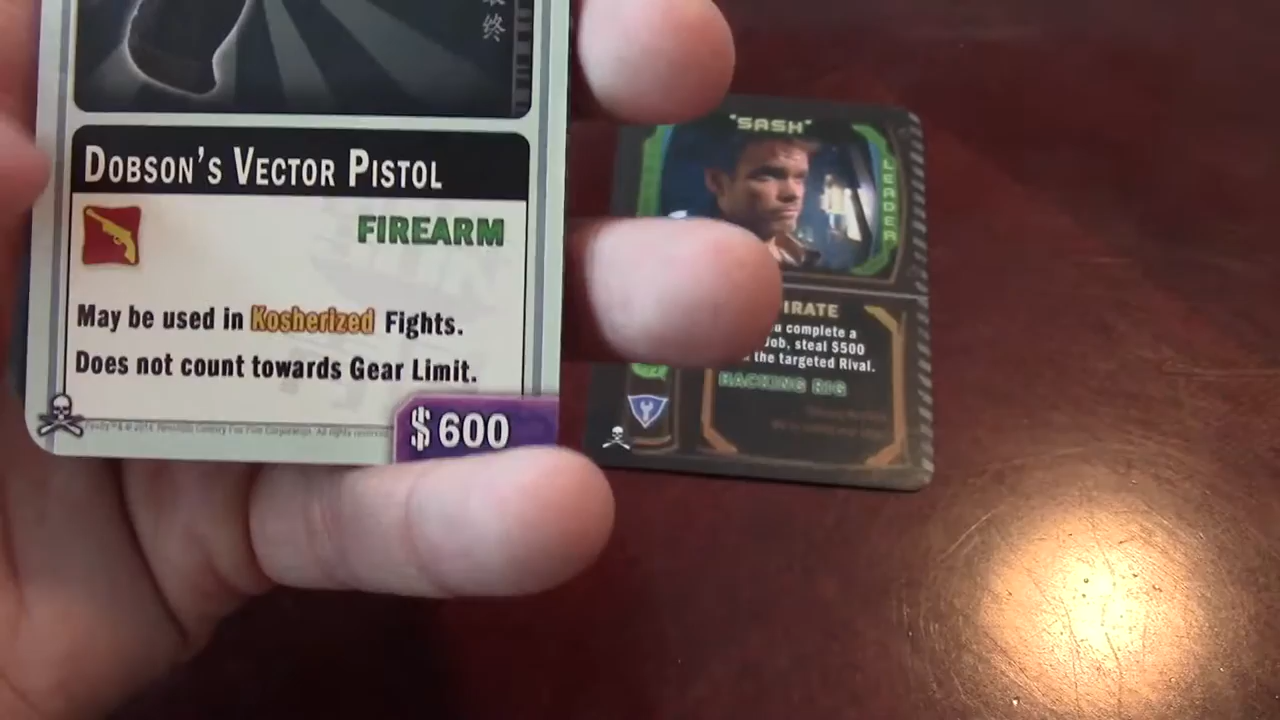 终
DOBSON'S VECTOR PISTOL
FIREARM
May be used in Kosherized Fights.
Does not count towards Gear Limit.
$600
"SASH"
LEADER
IRATE
u complete a
Job, steal $500
the targeted Rival.
HACKING RIG